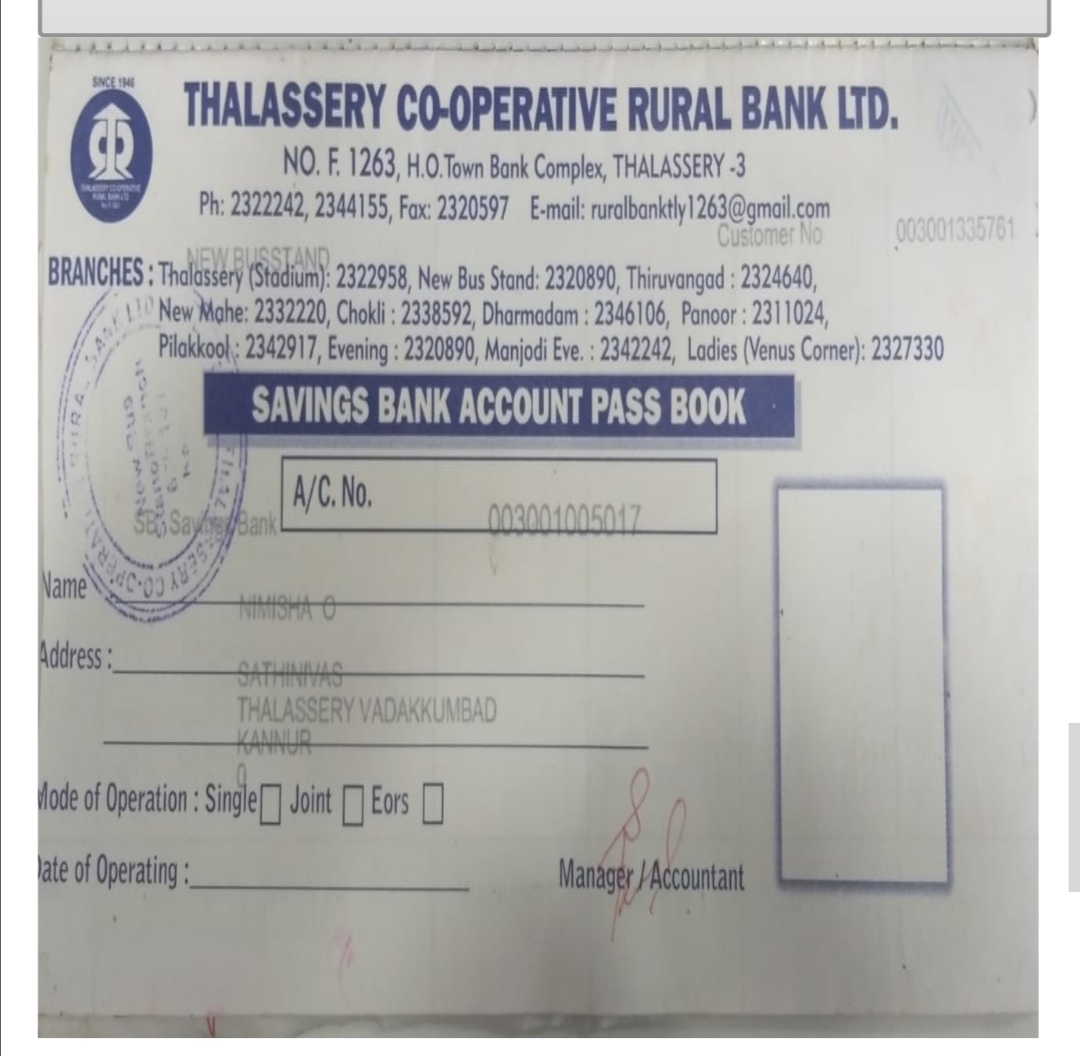 SINCE 1946
THALASSERY CO-OPERATIVE RURAL BANK LTD.
NO. F. 1263, H.O.Town Bank Complex, THALASSERY -3
Ph: 2322242, 2344155, Fax: 2320597 E-mail: ruralbanktly1263@gmail.com
Customer No 003001335761
NEW BUSSTAND
BRANCHES : Thalassery (Stadium): 2322958, New Bus Stand: 2320890, Thiruvangad : 2324640,
New Mahe: 2332220, Chokli : 2338592, Dharmadam : 2346106, Panoor : 2311024,
Pilakkool : 2342917, Evening : 2320890, Manjodi Eve. : 2342242, Ladies (Venus Corner): 2327330
SAVINGS BANK ACCOUNT PASS BOOK
A/C. No.
SB: Savings Bank 003001005017
Name
NIMISHA O
Address :
SATHINIVAS
THALASSERY VADAKKUMBAD
KANNUR
0
Mode of Operation : Single Joint Eors
Date of Operating :
Manager / Accountant